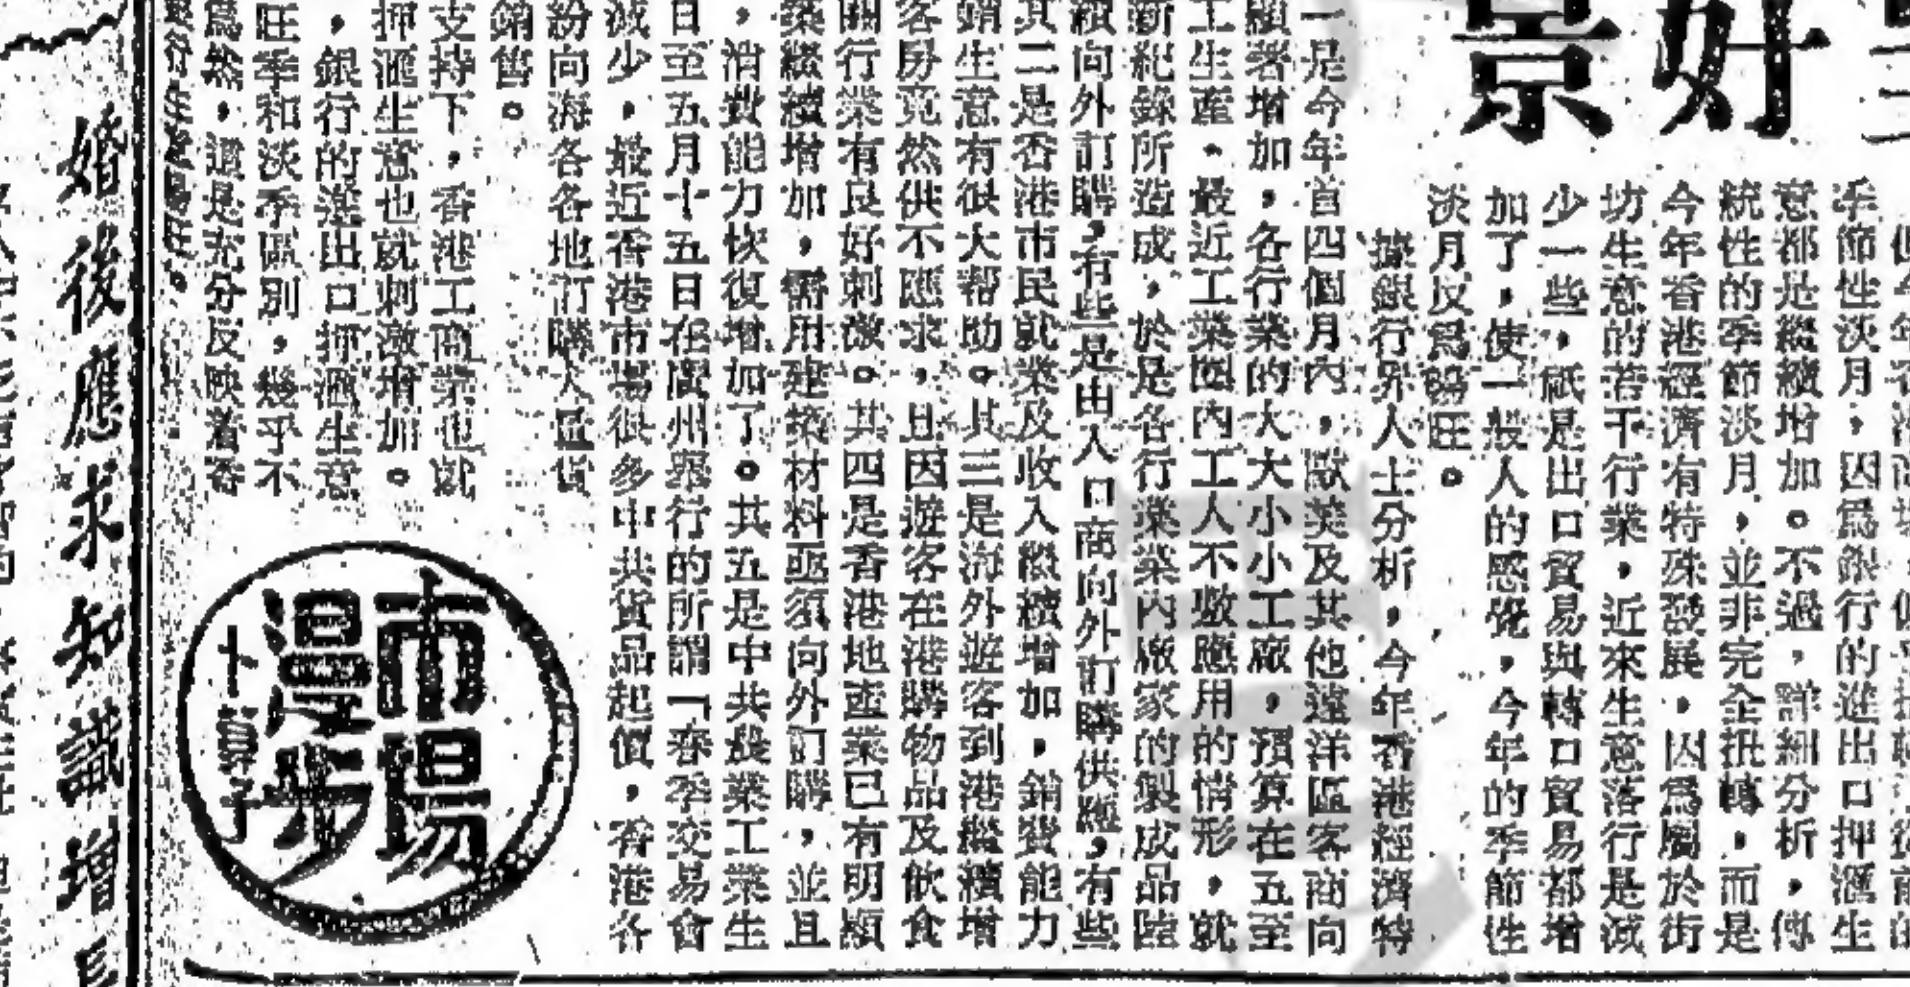 好景
季節性淡月，因爲銀行的進出口押滙生
意都是繼續增加。不過，詳細分析，傳
統性的季節淡月，並非完全扭轉，而是
今年香港經濟有特殊發展，因爲屬於街
坊生意的若干行業，近來生意落行是減
少一些，祇是出口貿易與轉口貿易都增
加了，使一般人的感覺，今年的季節性
淡月反爲暢旺。
據銀行界人士分析，今年香港經濟特
一是今年首四個月內，歐美及其他遠洋區客商向
顧者增加，各行業的大大小小工廠，預算在五至
工生產。最近工業區內工人不敷應用的情形，就
新紀錄所造成，於是各行業業內廠家的製成品陸
續向外訂購，有些是由入口商向外訂購供應，有些
其二是香港市民就業及收入繼續增加，銷費能力
銷生意有很大帮助。其三是海外遊客到港繼續增
客房竟然供不應求，且因遊客在港購物品及飲食
關行業有良好刺激。其四是香港地產業已有明顯
築繼續增加，需用建築材料亟須向外訂購，並且
，消費能力恢復增加了。其五是中共農業工業生
日至五月十五日在廣州舉行的所謂「春季交易會
減少，最近香港市場很多中共貨品起價，香港各
紛向海各各地訂購大量貨
銷售。
支持下，香港工商業也就
押滙生意也就刺激增加。
，銀行的進出口押滙生意
旺季和淡季區別，幾乎不
爲然，這是充分反映着香
市場
漫步
卜算子
婚後應求知識增長